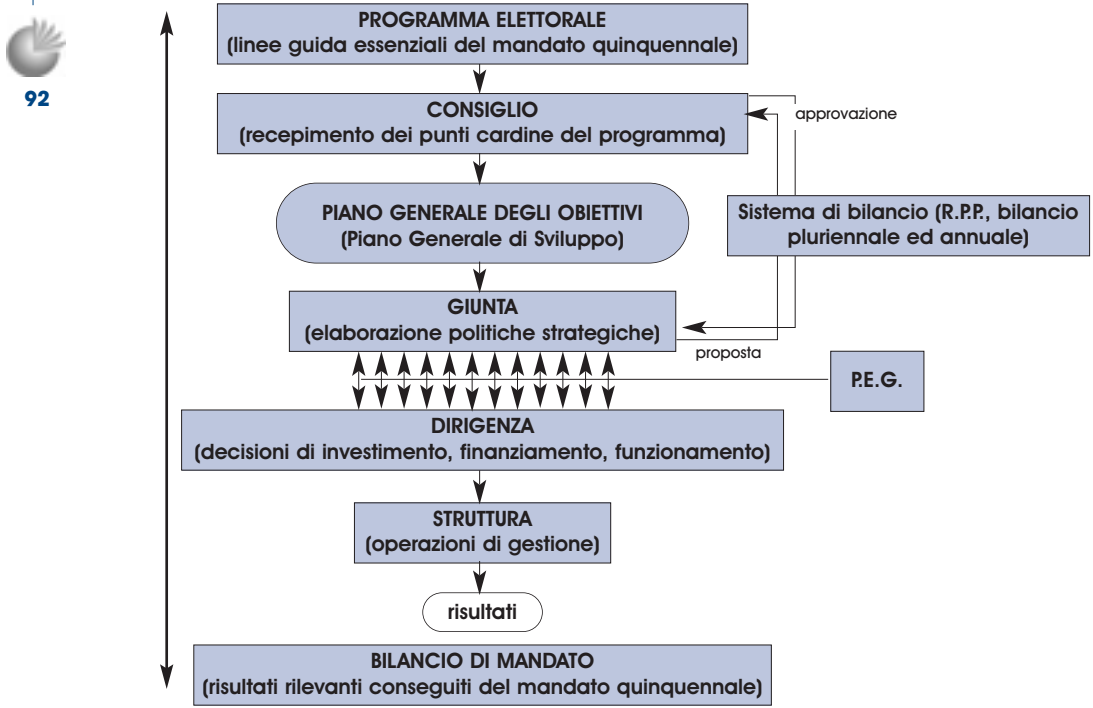 92
PROGRAMMA ELETTORALE
(linee guida essenziali del mandato quinquennale)
CONSIGLIO
(recepimento dei punti cardine del programma)
approvazione
PIANO GENERALE DEGLI OBIETTIVI
(Piano Generale di Sviluppo)
Sistema di bilancio (R.P.P., bilancio
pluriennale ed annuale)
GIUNTA
(elaborazione politiche strategiche)
proposta
P.E.G.
DIRIGENZA
(decisioni di investimento, finanziamento, funzionamento)
STRUTTURA
(operazioni di gestione)
risultati
BILANCIO DI MANDATO
(risultati rilevanti conseguiti del mandato quinquennale)